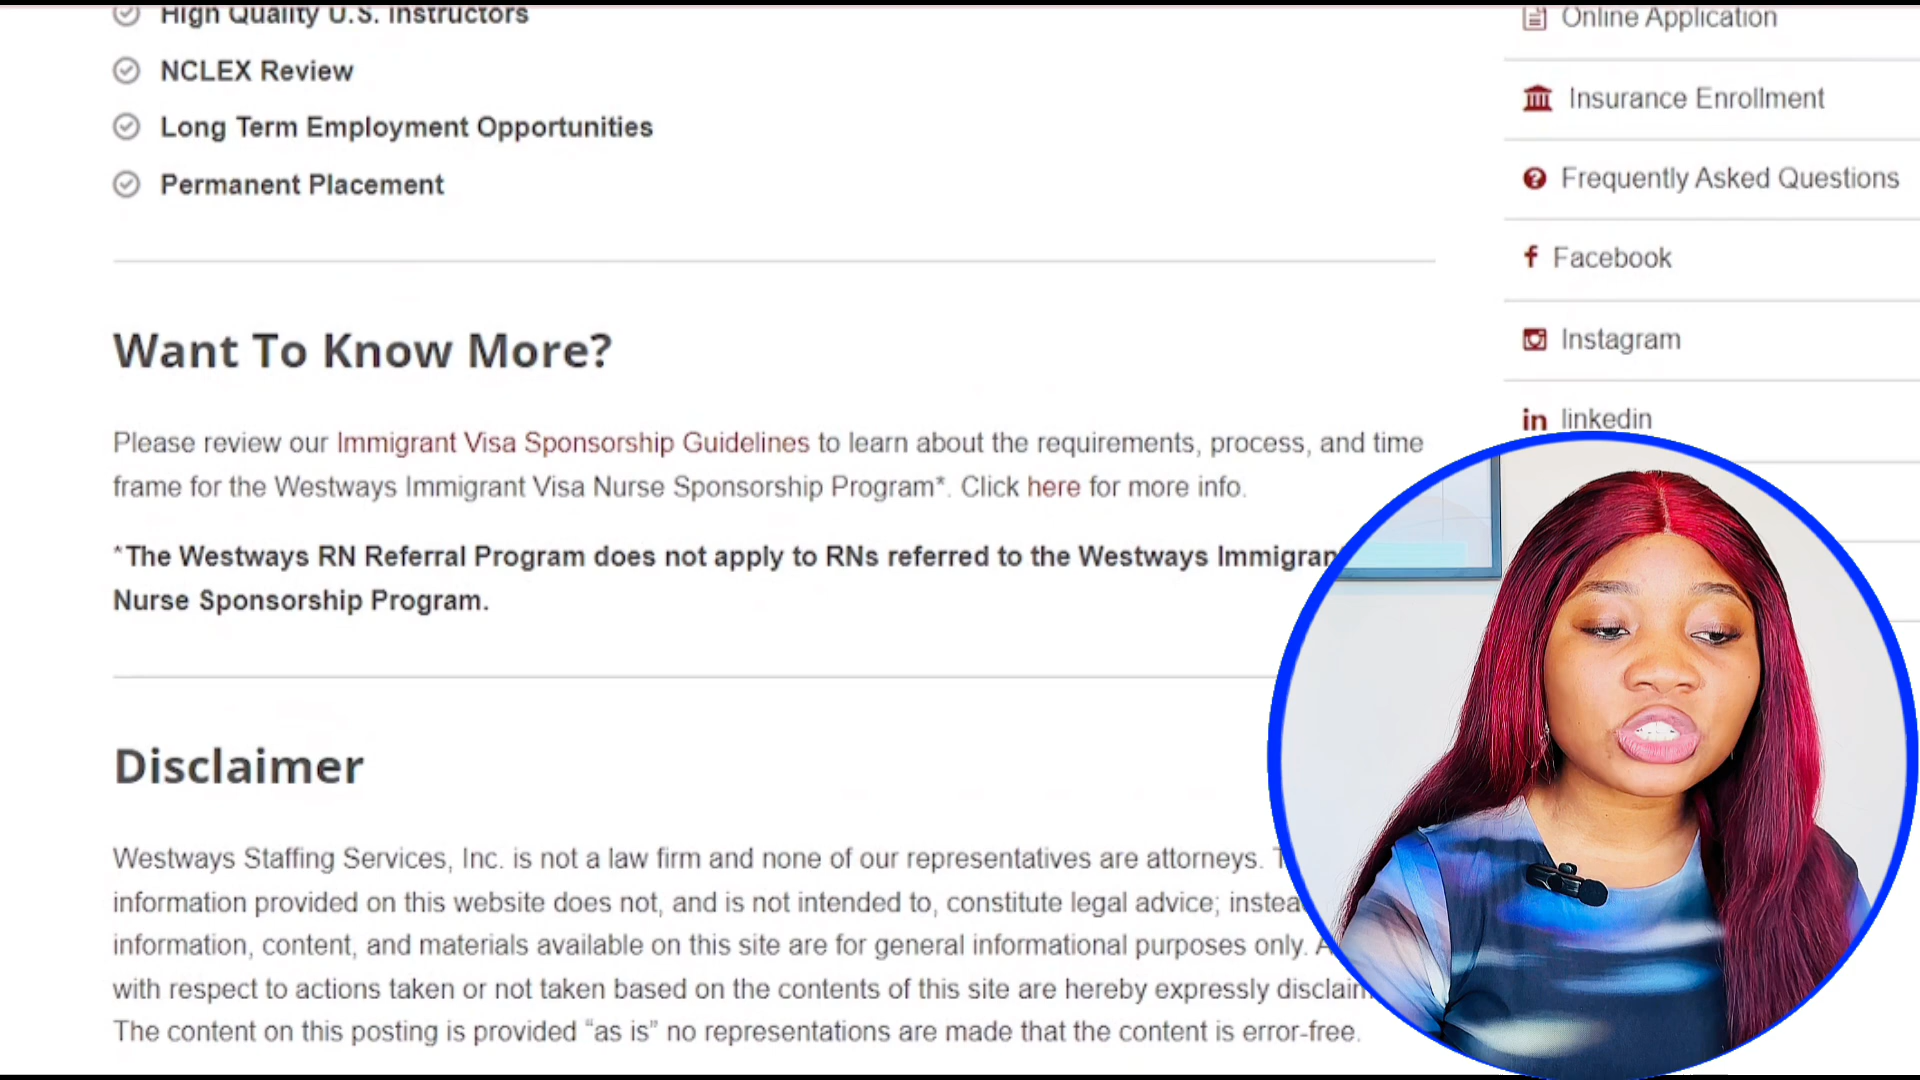 High Quality U.S. Instructors
NCLEX Review
Long Term Employment Opportunities
Permanent Placement
Want To Know More?
Please review our Immigrant Visa Sponsorship Guidelines to learn about the requirements, process, and time
frame for the Westways Immigrant Visa Nurse Sponsorship Program*. Click here for more info.
*The Westways RN Referral Program does not apply to RNs referred to the Westways
Nurse Sponsorship Program.
Disclaimer
Westways Staffing Services, Inc. is not a law firm and none of our representatives are attorneys.
information provided on this website does not, and is not intended to, constitute legal advice;
information, content, and materials available on this site are for general informational purposes only.
with respect to actions taken or not taken based on the contents of this site are hereby expressly
The content on this posting is provided “as is” no representations are made that the content is error-free.
Online Application
Insurance Enrollment
Frequently Asked Questions
Facebook
Instagram
linkedin